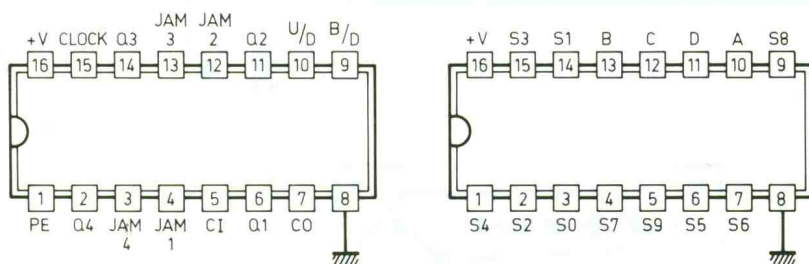 JAM JAM U/D B/D
+V CLOCK Q3 3 2 Q2
16 15 14 13 12 11 10 9
1 2 3 4 5 6 7 8
PE Q4 JAM JAM CI Q1 CO
4 1
+V S3 S1 B C D A S8
16 15 14 13 12 11 10 9
1 2 3 4 5 6 7 8
S4 S2 S0 S7 S9 S5 S6